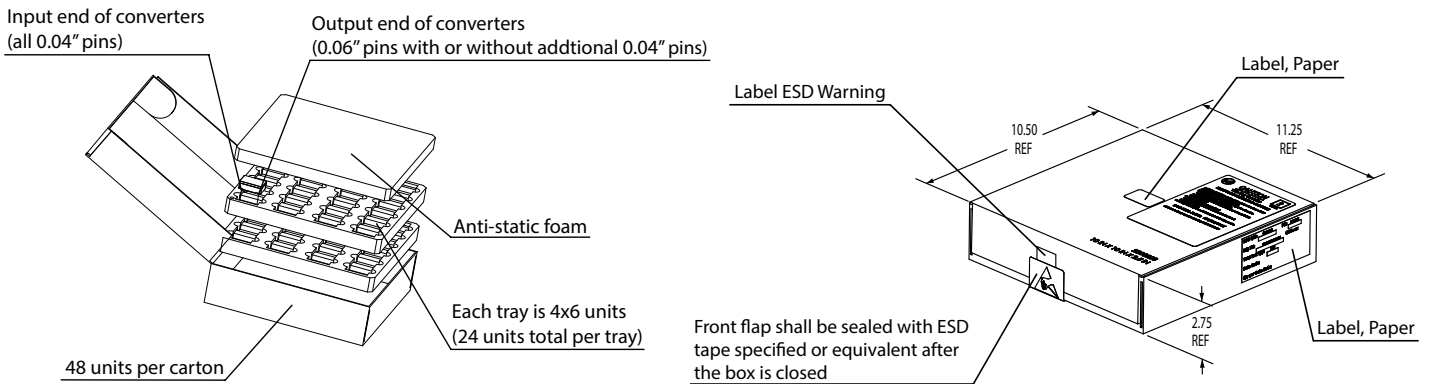 Input end of converters
(all 0.04" pins)
Output end of converters
(0.06" pins with or without addtional 0.04" pins)
Anti-static foam
Each tray is 4x6 units
(24 units total per tray)
48 units per carton
Label, Paper
Label ESD Warning
10.50
REF
11.25
REF
2.75
REF
Label, Paper
Front flap shall be sealed with ESD
tape specified or equivalent after
the box is closed